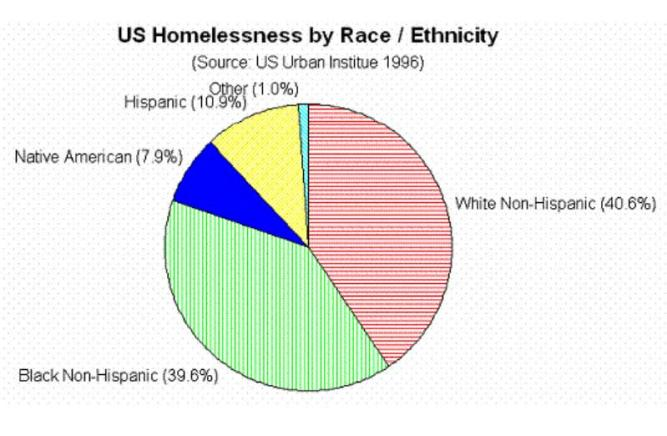 US Homelessness by Race / Ethnicity
(Source: US Urban Institue 1996)
Other (1.0%)
Hispanic (10.9%)
Native American (7.9%)
White Non-Hispanic (40.6%)
Black Non-Hispanic (39.6%)